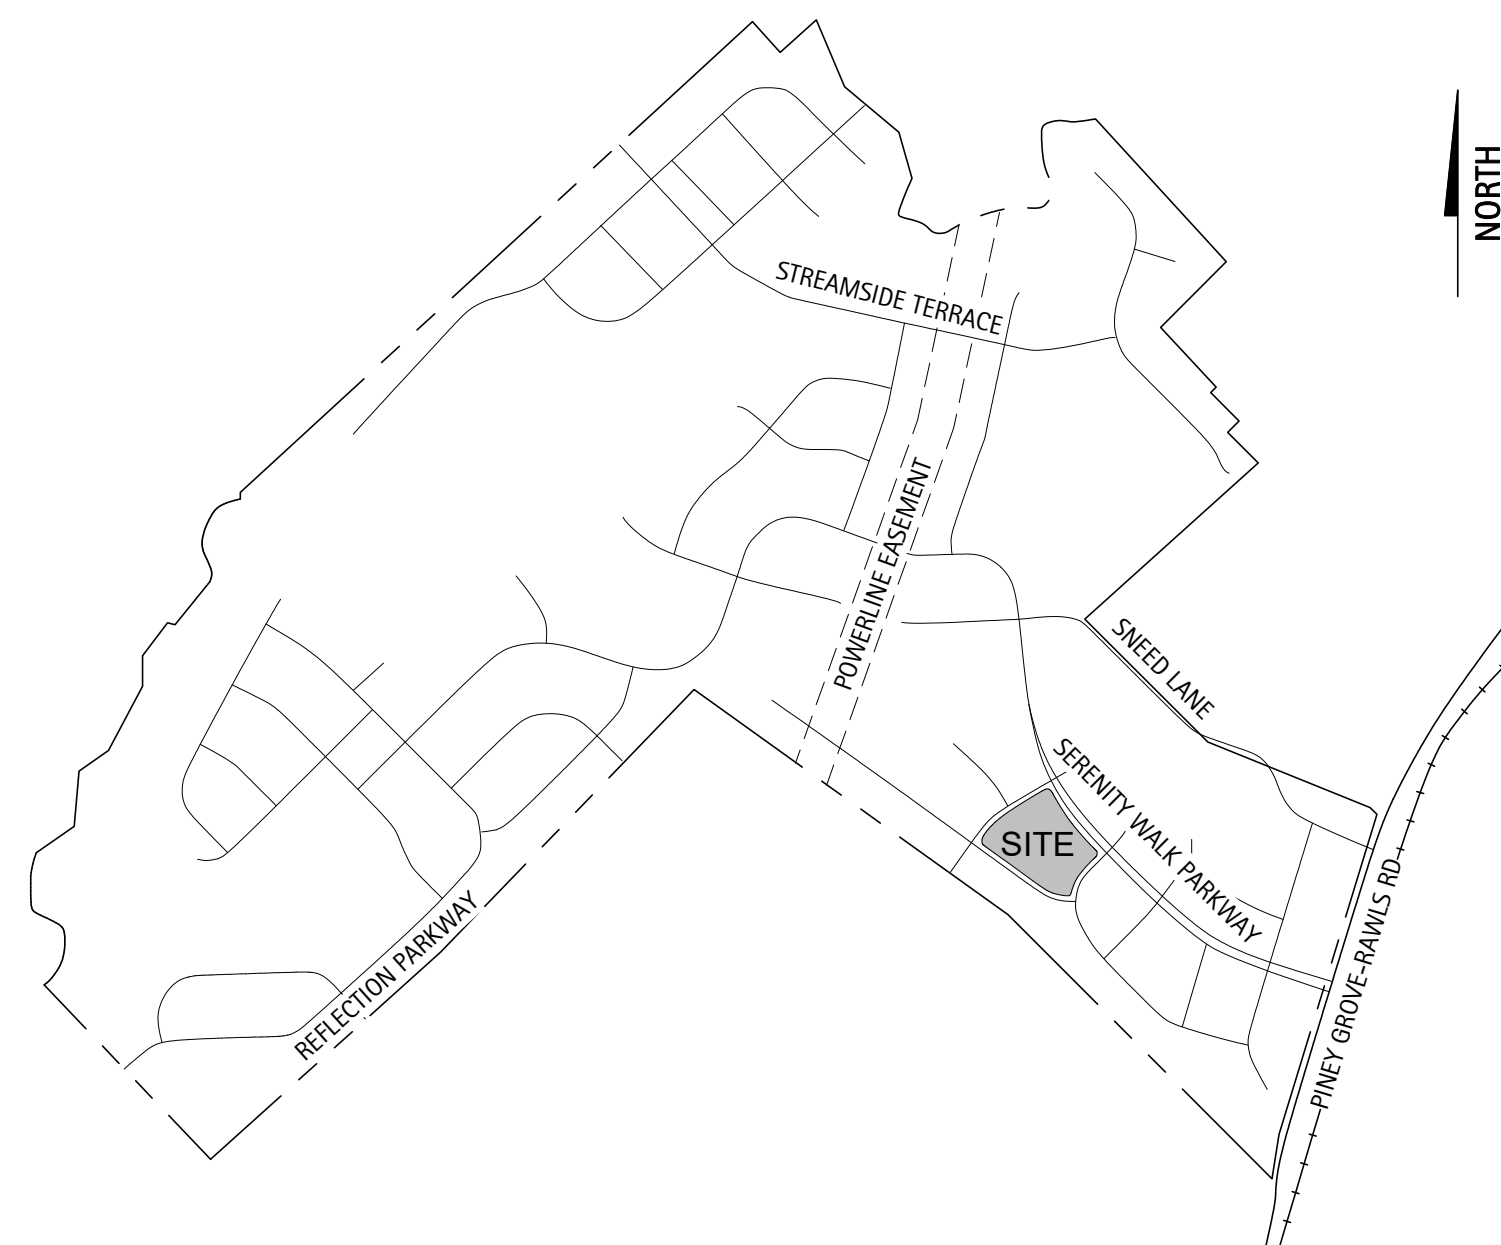 NORTH
STREAMSIDE TERRACE
POWERLINE EASEMENT
SNEED LANE
SERENITY WALK PARKWAY
SITE
PINEY GROVE-RAWLS RD
REFLECTION PARKWAY